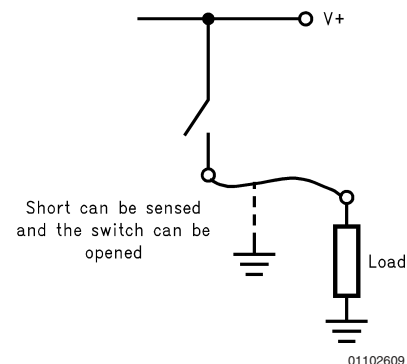 V+
Short can be sensed
and the switch can be
opened
Load
01102609